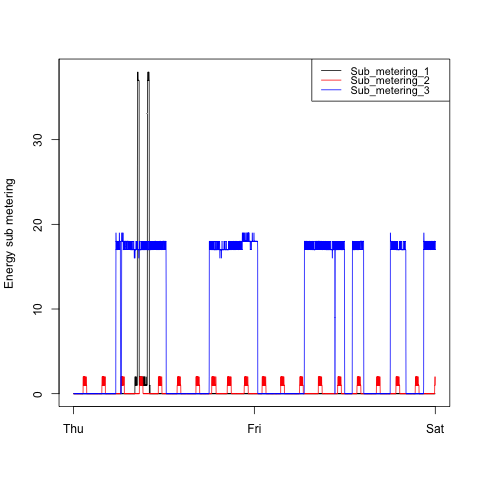 Sub_metering_1
Sub_metering_2
Sub_metering_3
Energy sub metering
30
20
10
0
Thu
Fri
Sat